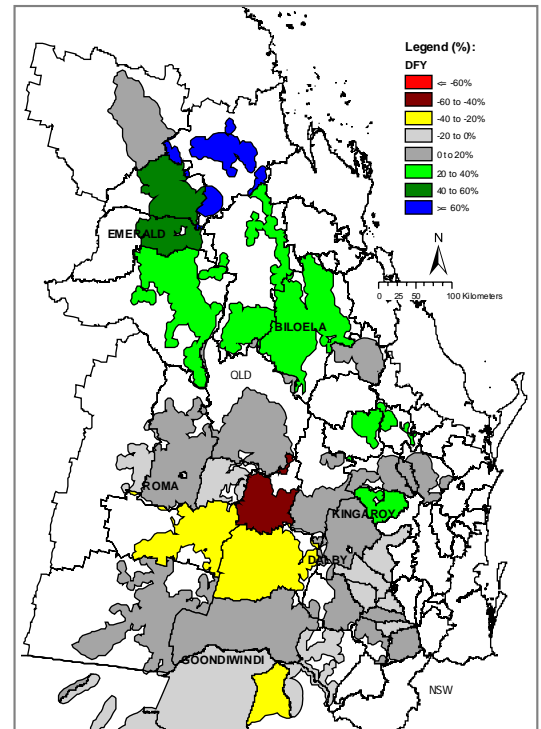 Legend (%):
DFY
<= -60%
-60 to -40%
-40 to -20%
-20 to 0%
0 to 20%
20 to 40%
40 to 60%
>= 60%
N
0 25 50 100 Kilometers
EMERALD
BILOELA
QLD
ROMA
KINGAROY
DALBY
GOONDIWINDI
NSW